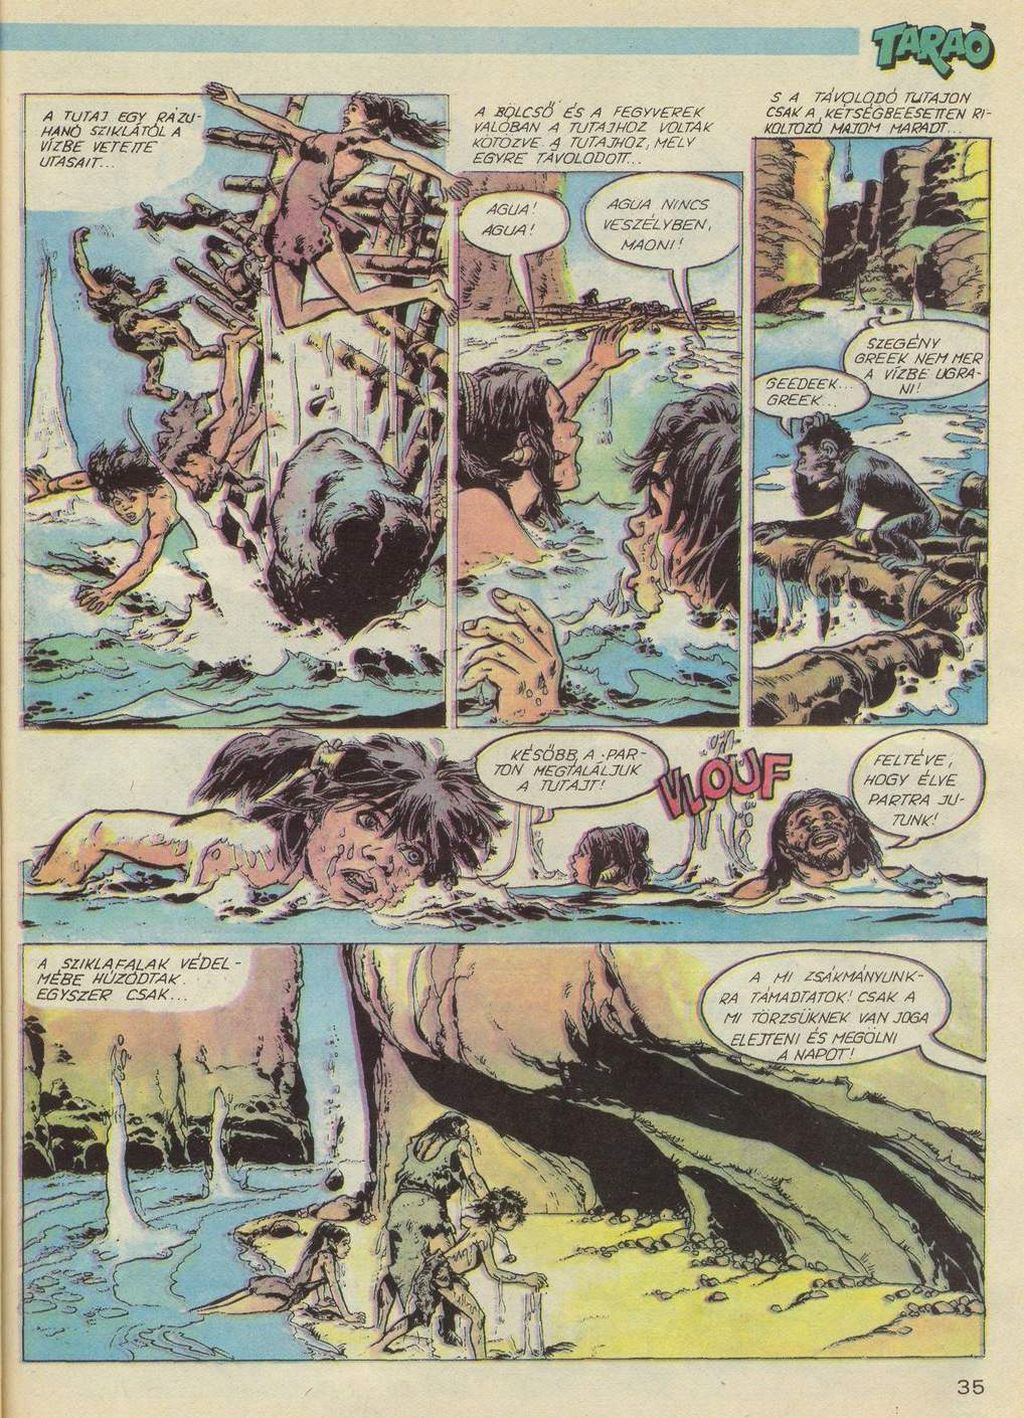 TARAO
A TUTAJ EGY RÁZU-
HANÓ SZIKLÁTÓL A
VÍZBE VETETTE
UTASAIT...
A BÖLCSŐ ÉS A FEGYVEREK
VALÓBAN A TUTAJHOZ VOLTAK
KÖTÖZVE. A TUTAJHOZ, MELY
EGYRE TÁVOLODOTT...
AGUA!
AGUA!
AGUA NINCS
VESZÉLYBEN,
MAONI!
S A TÁVOLODÓ TUTAJON
CSAK A KÉTSÉGBEESETTEN RI-
KOLTOZÓ MAJOM MARADT...
SZEGÉNY
GREEK NEM MER
A VÍZBE UGRA-
NI!
GEEDEEK...
GREEK...
KÉSŐBB A PAR-
TON MEGTALÁLJUK
A TUTAJT!
VLOUF
FELTÉVE,
HOGY ÉLVE
PARTRA JU-
TUNK!
A SZIKLAFALAK VÉDEL-
MÉBE HÚZÓDTAK.
EGYSZER CSAK...
A MI ZSÁKMÁNYUNK-
RA TÁMADTATOK! CSAK A
MI TÖRZSÜKNEK VAN JOGA
ELEJTENI ÉS MEGÖLNI
A NAPOT!
35